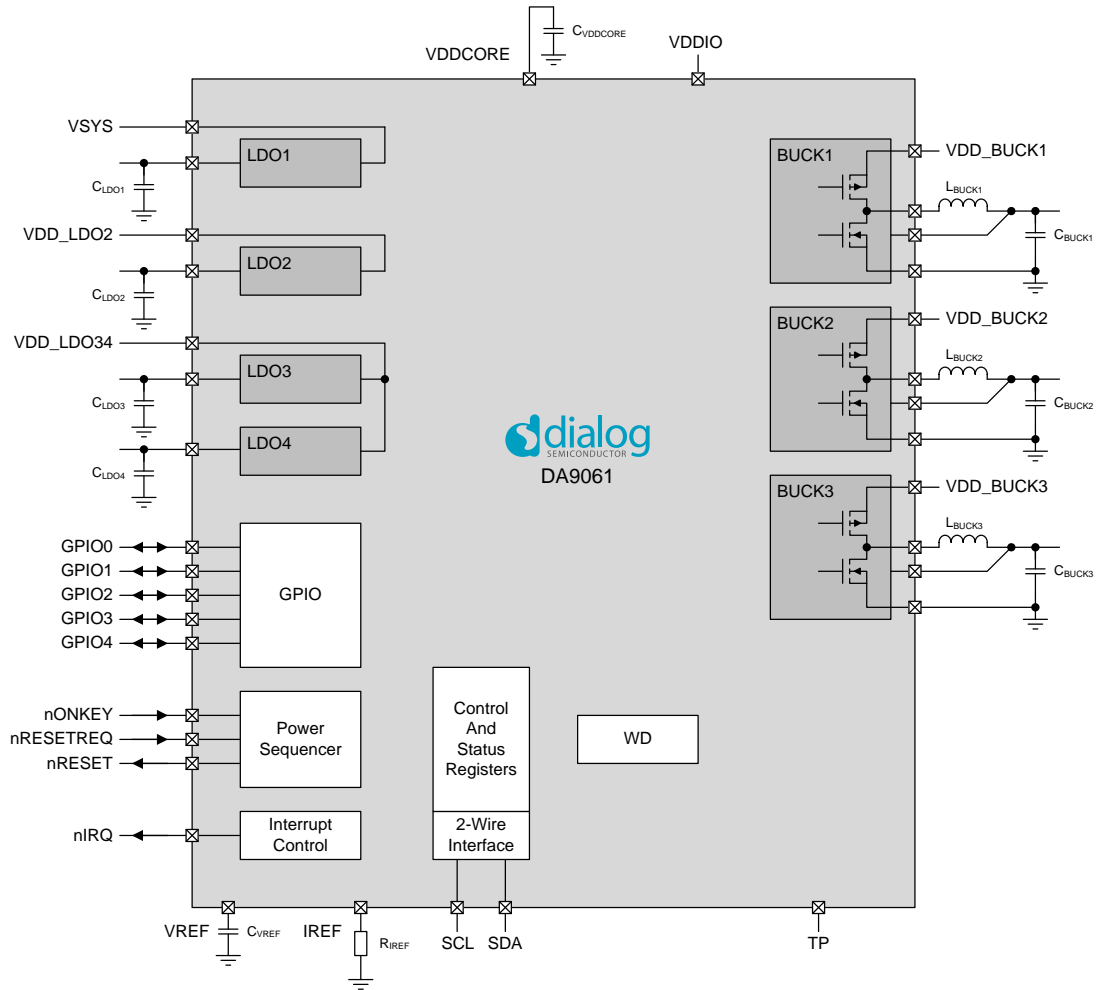 CVDDCORE
VDDCORE
VDDIO
VSYS
LDO1
CLDO1
VDD_LDO2
LDO2
CLDO2
VDD_LDO34
LDO3
CLDO3
LDO4
CLDO4
BUCK1
VDD_BUCK1
LBUCK1
CBUCK1
BUCK2
VDD_BUCK2
LBUCK2
CBUCK2
BUCK3
VDD_BUCK3
LBUCK3
CBUCK3
dialog
SEMICONDUCTOR
DA9061
GPIO0
GPIO1
GPIO2
GPIO3
GPIO4
GPIO
nONKEY
nRESETREQ
nRESET
Power
Sequencer
nIRQ
Interrupt
Control
Control
And
Status
Registers
2-Wire
Interface
WD
VREF
CVREF
IREF
RIREF
SCL
SDA
TP